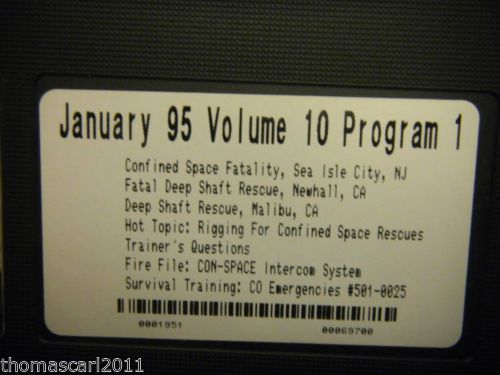 January 95 Volume 10 Program 1
Confined Space Fatality, Sea Isle City, NJ
Fatal Deep Shaft Rescue, Newhall, CA
Deep Shaft Rescue, Malibu, CA
Hot Topic: Rigging For Confined Space Rescues
Trainer's Questions
Fire File: CON-SPACE Intercom System
Survival Training: CO Emergencies #501-0025
0001951 00069700
thomascarl2011